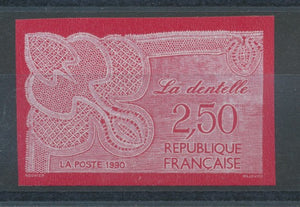 La dentelle
2,50
REPUBLIQUE
FRANÇAISE
LA POSTE 1990